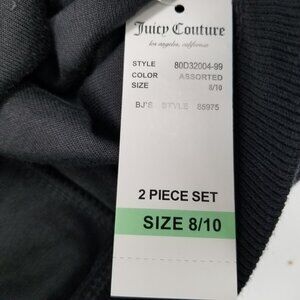 Juicy Couture
los angeles, california
STYLE 80D32004-99
COLOR ASSORTED
SIZE 8/10
BJ'S STYLE 85975
2 PIECE SET
SIZE 8/10